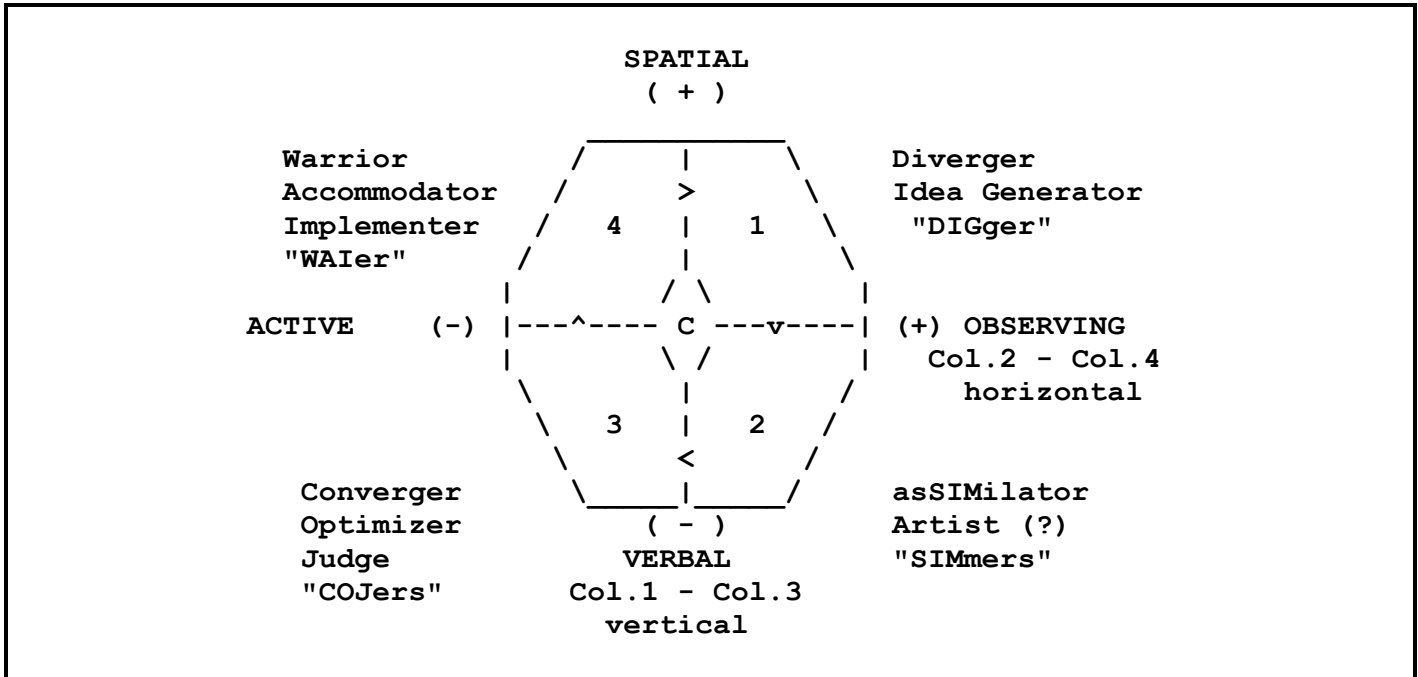 SPATIAL
( + )
Warrior
Accommodator
Implementer
"WAIer"
Diverger
Idea Generator
"DIGger"
4
1
>
ACTIVE (-) |---^---- C ---v----| (+) OBSERVING
Col.2 - Col.4
horizontal
3
2
<
Converger
Optimizer
Judge
"COJers"
( - )
VERBAL
Col.1 - Col.3
vertical
asSIMilator
Artist (?)
"SIMmers"